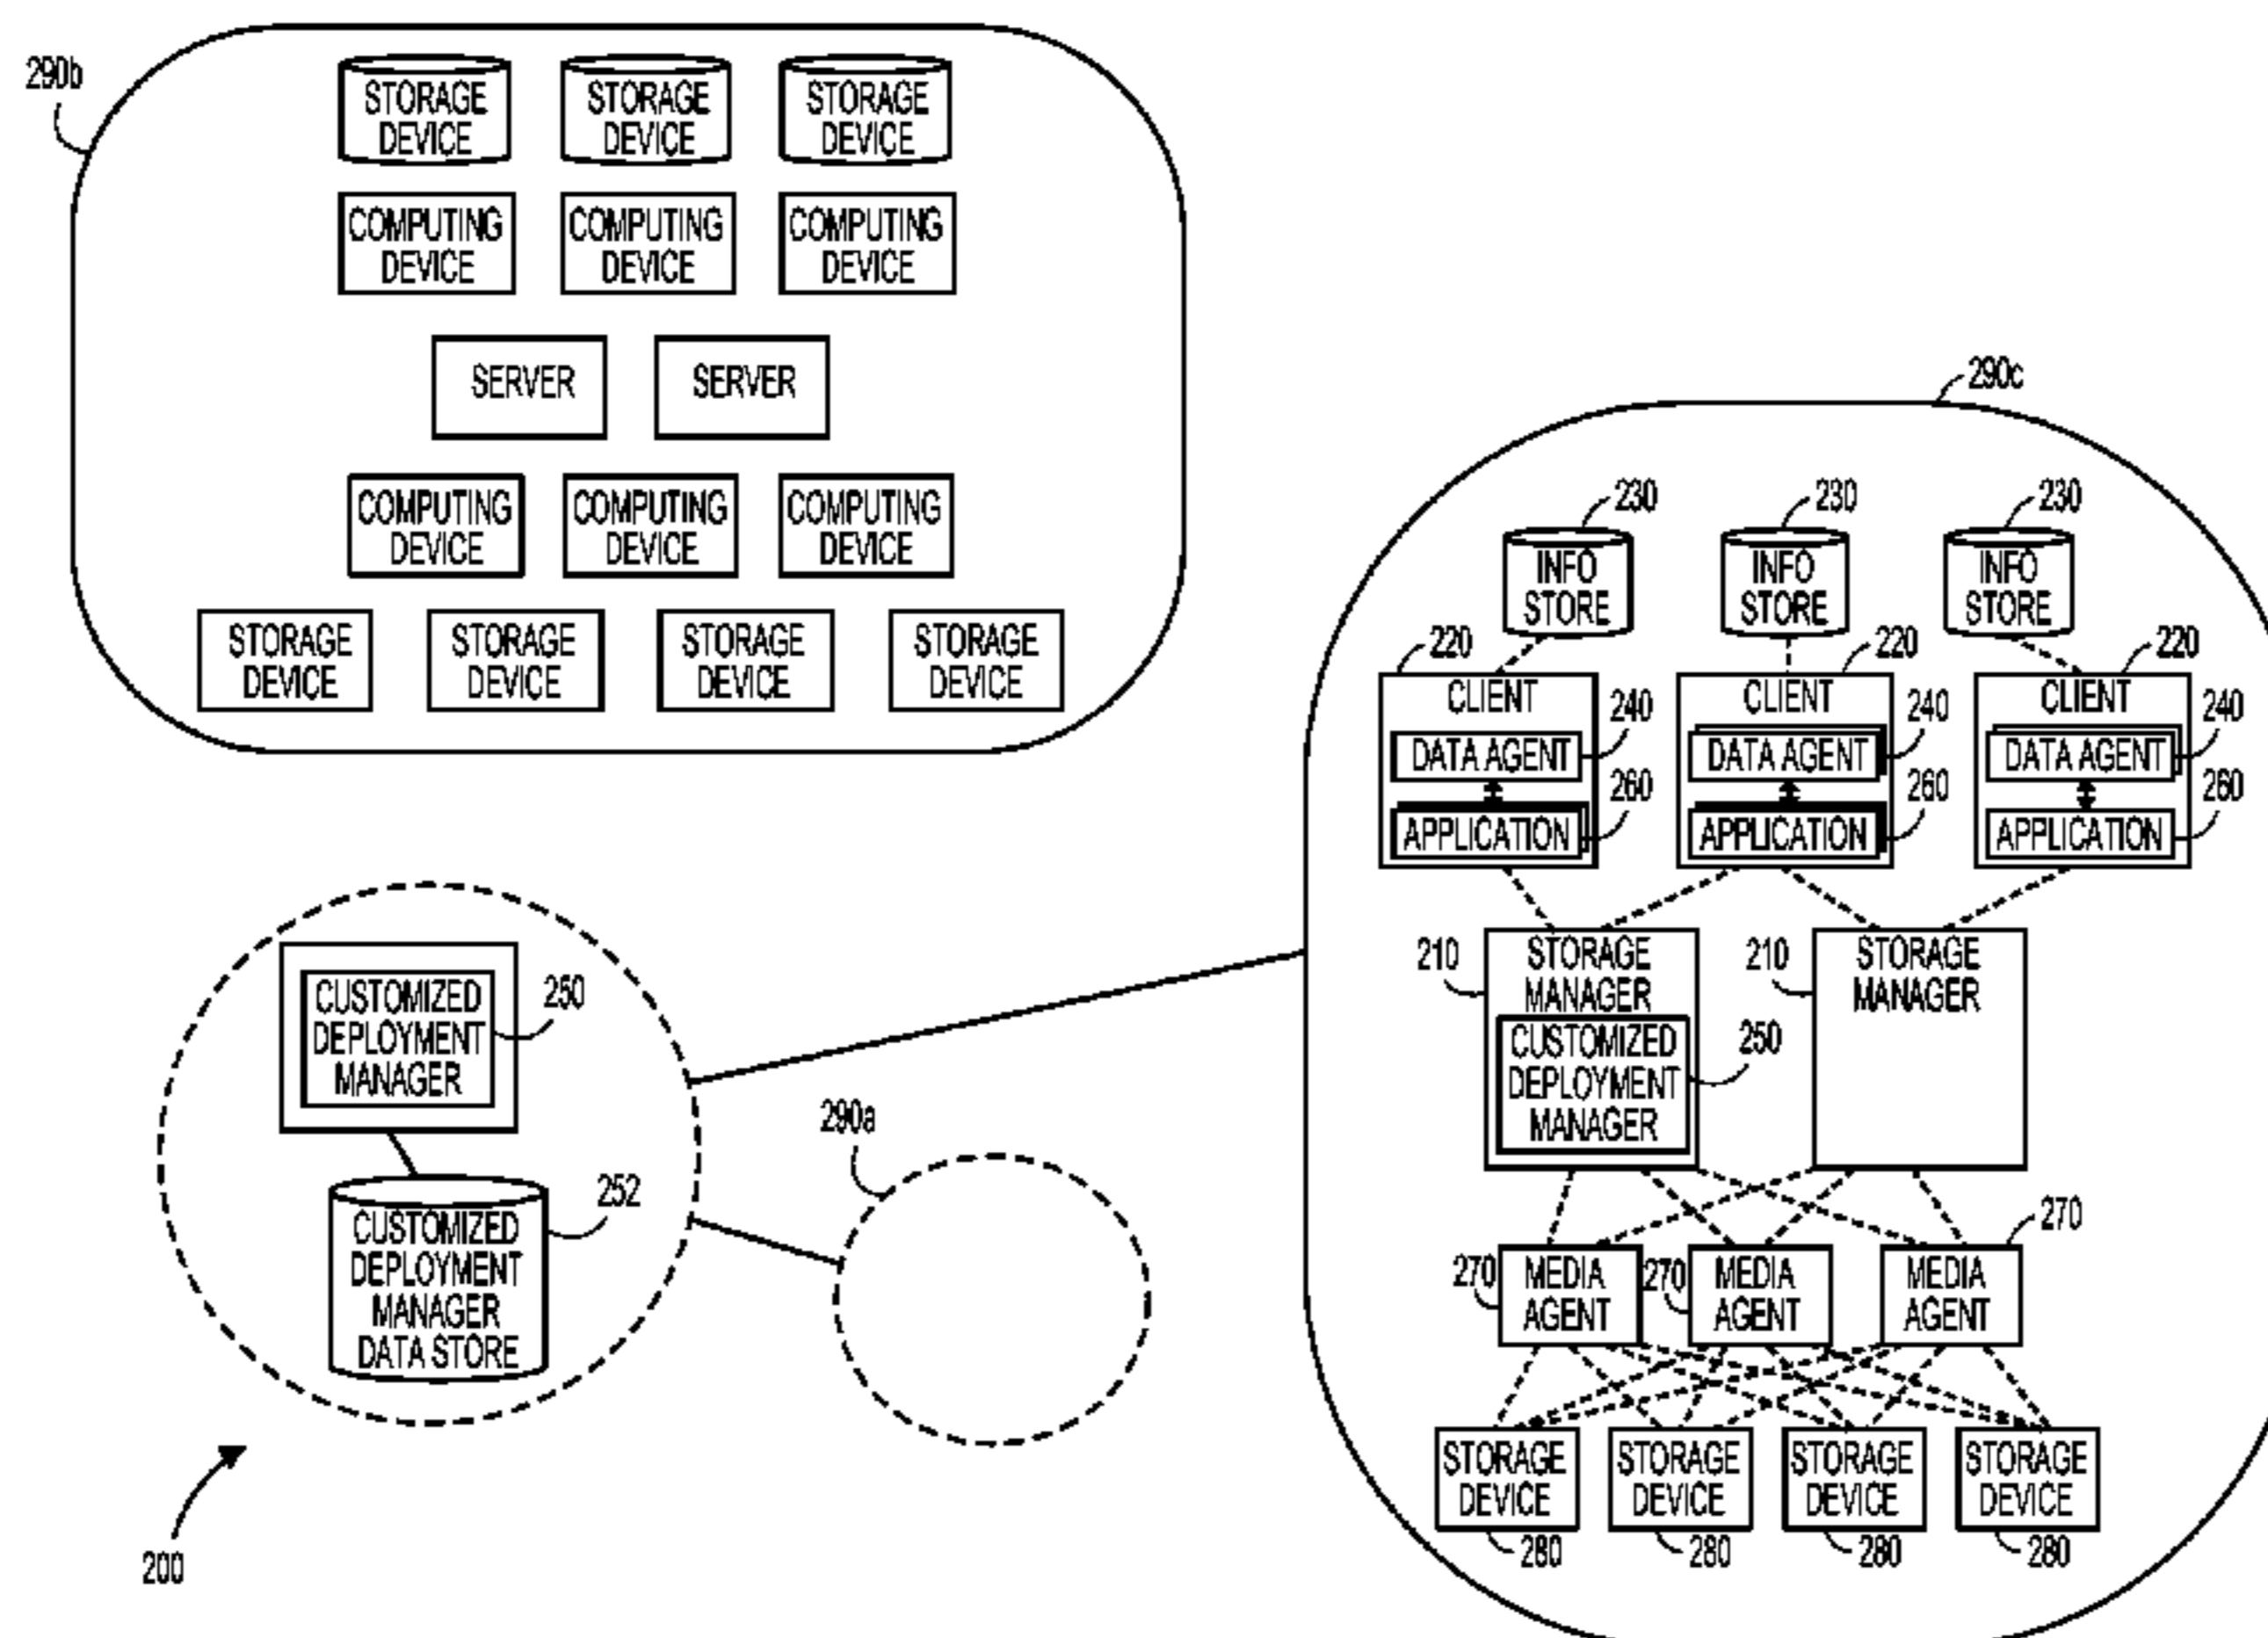 290b
STORAGE DEVICE
STORAGE DEVICE
STORAGE DEVICE
COMPUTING DEVICE
COMPUTING DEVICE
COMPUTING DEVICE
SERVER
SERVER
COMPUTING DEVICE
COMPUTING DEVICE
COMPUTING DEVICE
STORAGE DEVICE
STORAGE DEVICE
STORAGE DEVICE
STORAGE DEVICE
CUSTOMIZED
DEPLOYMENT
MANAGER
250
CUSTOMIZED
DEPLOYMENT
MANAGER
DATA STORE
252
290a
200
290c
230
230
230
INFO
STORE
INFO
STORE
INFO
STORE
220
220
220
CLIENT
DATA AGENT
APPLICATION
240
260
CLIENT
DATA AGENT
APPLICATION
240
260
CLIENT
DATA AGENT
APPLICATION
240
260
210
STORAGE
MANAGER
CUSTOMIZED
DEPLOYMENT
MANAGER
250
210
STORAGE
MANAGER
270
MEDIA
AGENT
270
MEDIA
AGENT
270
MEDIA
AGENT
STORAGE
DEVICE
280
STORAGE
DEVICE
280
STORAGE
DEVICE
280
STORAGE
DEVICE
280